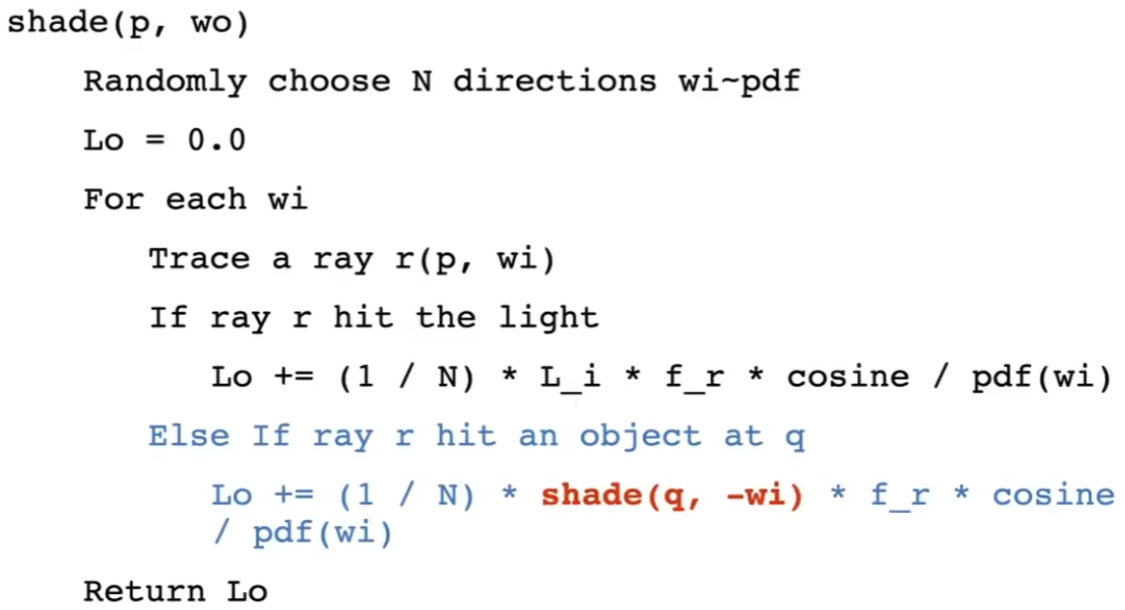 shade(p, wo)
Randomly choose N directions wi~pdf
Lo = 0.0
For each wi
Trace a ray r(p, wi)
If ray r hit the light
Lo += (1 / N) * L_i * f_r * cosine / pdf(wi)
Else If ray r hit an object at q
Lo += (1 / N) * shade(q, -wi) * f_r * cosine
/ pdf(wi)
Return Lo